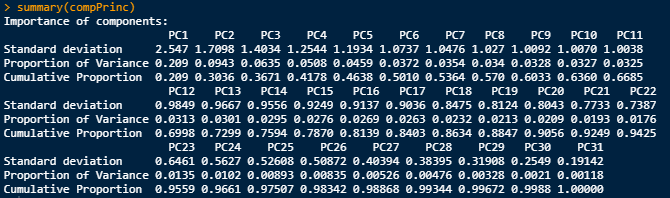 > summary(compPrinc)
Importance of components:
PC1 PC2 PC3 PC4 PC5 PC6 PC7 PC8 PC9 PC10 PC11
Standard deviation 2.547 1.7098 1.4034 1.2544 1.1934 1.0737 1.0476 1.027 1.0092 1.0070 1.0038
Proportion of Variance 0.209 0.0943 0.0635 0.0508 0.0459 0.0372 0.0354 0.034 0.0328 0.0327 0.0325
Cumulative Proportion 0.209 0.3036 0.3671 0.4178 0.4638 0.5010 0.5364 0.570 0.6033 0.6360 0.6685
PC12 PC13 PC14 PC15 PC16 PC17 PC18 PC19 PC20 PC21 PC22
Standard deviation 0.9849 0.9667 0.9556 0.9249 0.9137 0.9036 0.8475 0.8124 0.8043 0.7733 0.7387
Proportion of Variance 0.0313 0.0301 0.0295 0.0276 0.0269 0.0263 0.0232 0.0213 0.0209 0.0193 0.0176
Cumulative Proportion 0.6998 0.7299 0.7594 0.7870 0.8139 0.8403 0.8634 0.8847 0.9056 0.9249 0.9425
PC23 PC24 PC25 PC26 PC27 PC28 PC29 PC30 PC31
Standard deviation 0.6461 0.5627 0.52608 0.50872 0.40394 0.38395 0.31908 0.2549 0.19142
Proportion of Variance 0.0135 0.0102 0.00893 0.00835 0.00526 0.00476 0.00328 0.0021 0.00118
Cumulative Proportion 0.9559 0.9661 0.97507 0.98342 0.98868 0.99344 0.99672 0.9988 1.00000